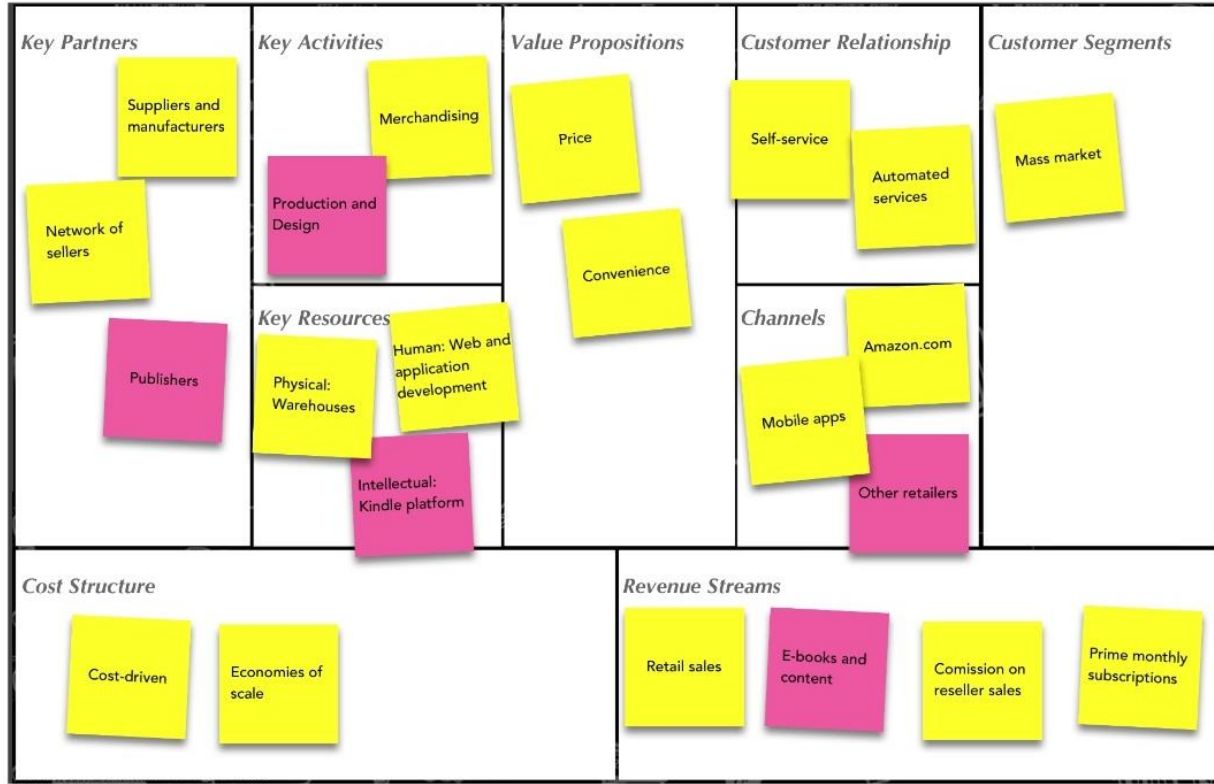 Key Partners
Suppliers and
manufacturers
Network of
sellers
Publishers
Key Activities
Merchandising
Production and
Design
Key Resources
Human: Web and
application
development
Physical:
Warehouses
Intellectual:
Kindle platform
Value Propositions
Price
Convenience
Customer Relationship
Self-service
Automated
services
Channels
Amazon.com
Mobile apps
Other retailers
Customer Segments
Mass market
Cost Structure
Cost-driven
Economies of
scale
Revenue Streams
Retail sales
E-books and
content
Comission on
reseller sales
Prime monthly
subscriptions